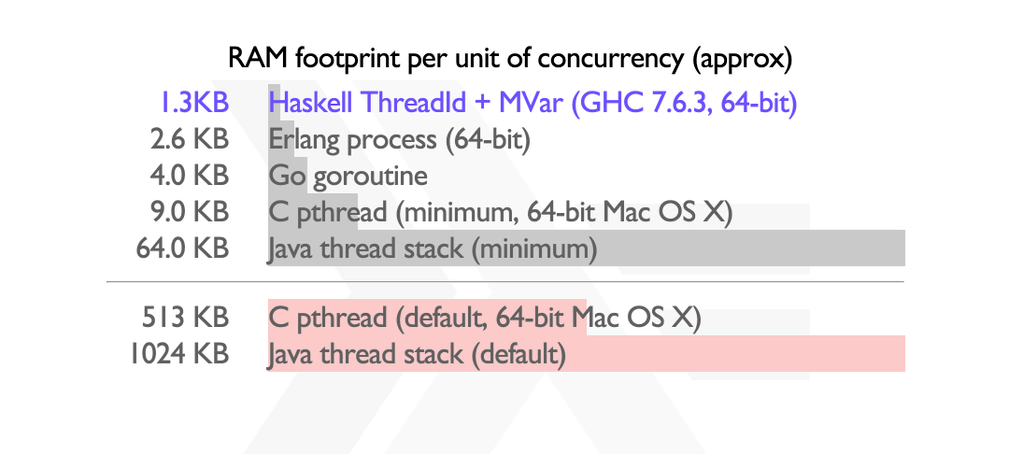 RAM footprint per unit of concurrency (approx)
1.3KB Haskell ThreadId + MVar (GHC 7.6.3, 64-bit)
2.6 KB Erlang process (64-bit)
4.0 KB Go goroutine
9.0 KB C pthread (minimum, 64-bit Mac OS X)
64.0 KB Java thread stack (minimum)
513 KB C pthread (default, 64-bit Mac OS X)
1024 KB Java thread stack (default)